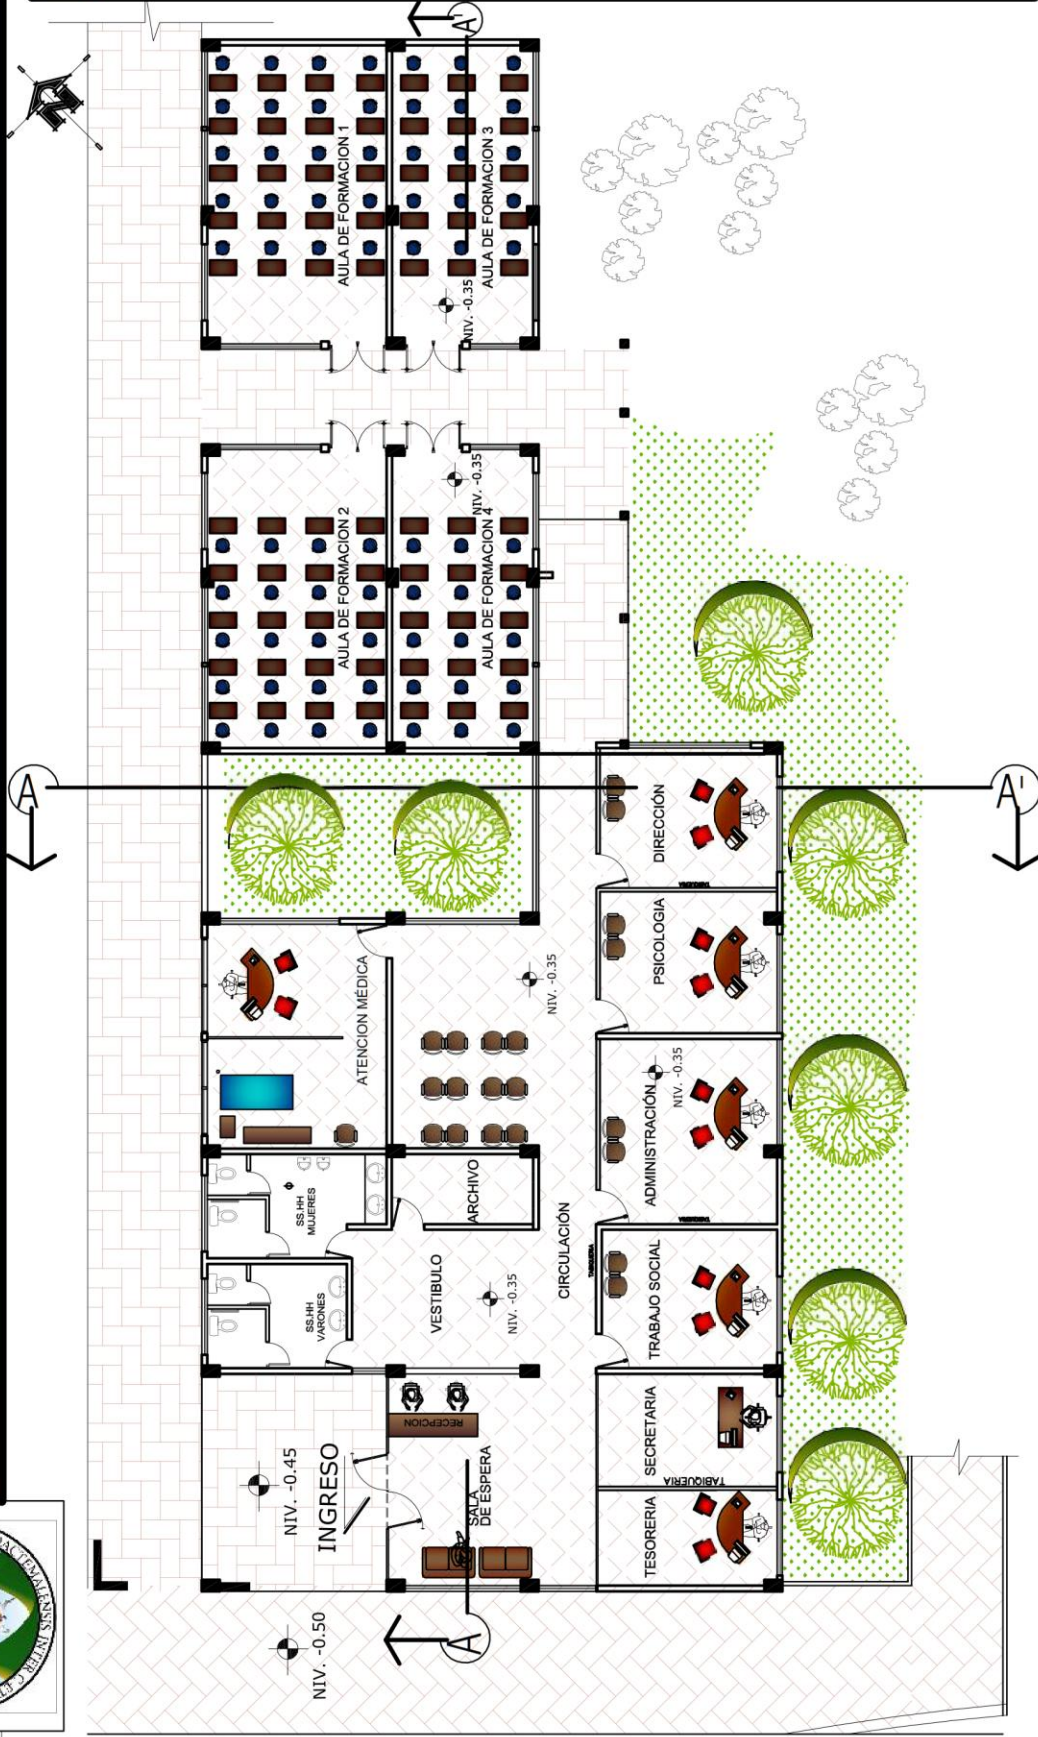 A'
N
AULA DE FORMACION 1
AULA DE FORMACION 3
NIV. -0.35
NIV. -0.35
AULA DE FORMACION 2
AULA DE FORMACION 4
A
A'
DIRECCIÓN
TABIQUERIA
PSICOLOGIA
NIV. -0.35
ATENCION MÉDICA
ADMINISTRACIÓN
NIV. -0.35
TABIQUERIA
SS.HH
MUJERES
ARCHIVO
CIRCULACIÓN
TABIQUERIA
SS.HH
VARONES
VESTIBULO
NIV. -0.35
TRABAJO SOCIAL
RECEPCION
SECRETARIA
TABIQUERIA
NIV. -0.45
INGRESO
SALA
DE ESPERA
TESORERIA
NIV. -0.50
A